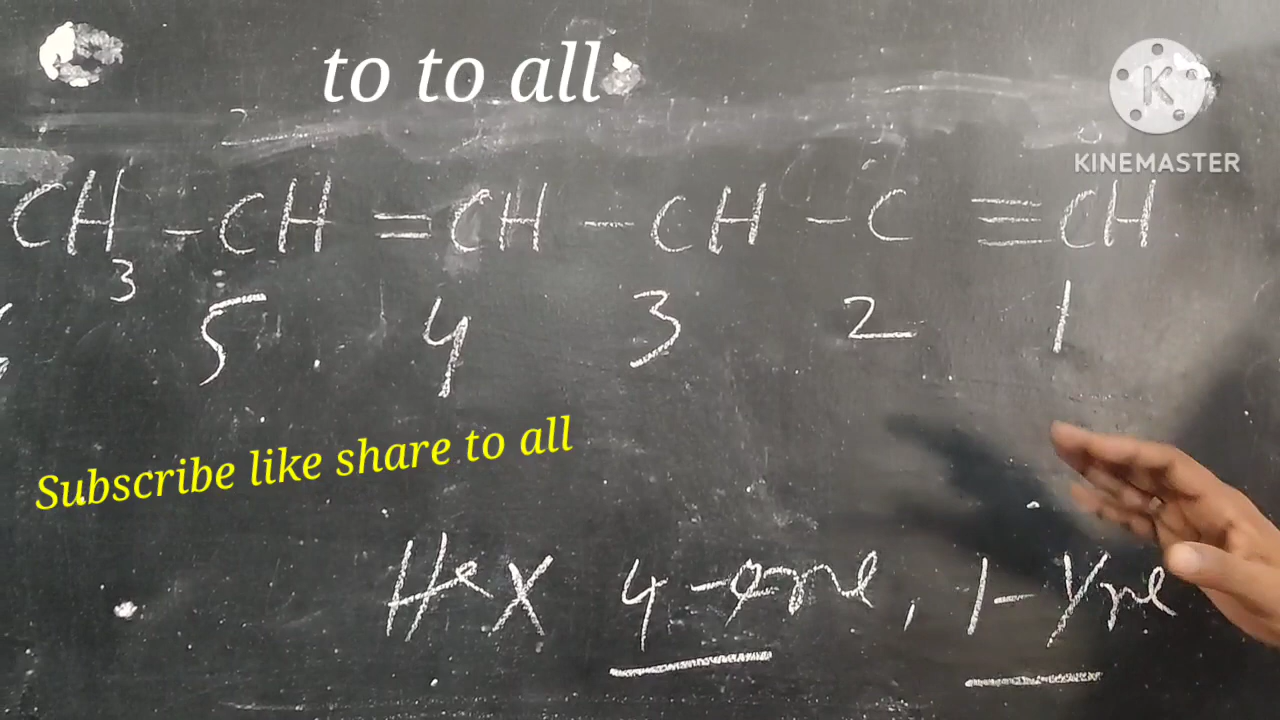 to to all
KINEMASTER
CH3 - CH = CH - CH - C ≡ CH
5 4 3 2 1
Subscribe like share to all
Hex 4-ene, 1-Yne